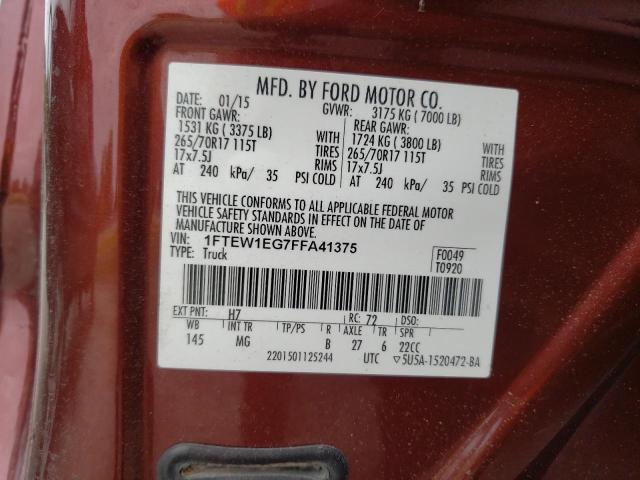 MFD. BY FORD MOTOR CO.
DATE: 01/15 GVWR: 3175 KG ( 7000 LB)
FRONT GAWR: REAR GAWR:
1531 KG ( 3375 LB) WITH 1724 KG ( 3800 LB) WITH
265/70R17 115T TIRES 265/70R17 115T TIRES
17x7.5J RIMS 17x7.5J RIMS
AT 240 kPa/ 35 PSI COLD AT 240 kPa/ 35 PSI COLD
THIS VEHICLE CONFORMS TO ALL APPLICABLE FEDERAL MOTOR
VEHICLE SAFETY STANDARDS IN EFFECT ON THE DATE OF
MANUFACTURE SHOWN ABOVE.
VIN: 1FTEW1EG7FFA41375 F0049
TYPE: Truck T0920
EXT PNT: H7 RC: 72 DSO:
WB INT TR TP/PS R AXLE TR SPR
145 MG B 27 6 22CC
2201501125244 UTC ▽5U5A-1520472-BA